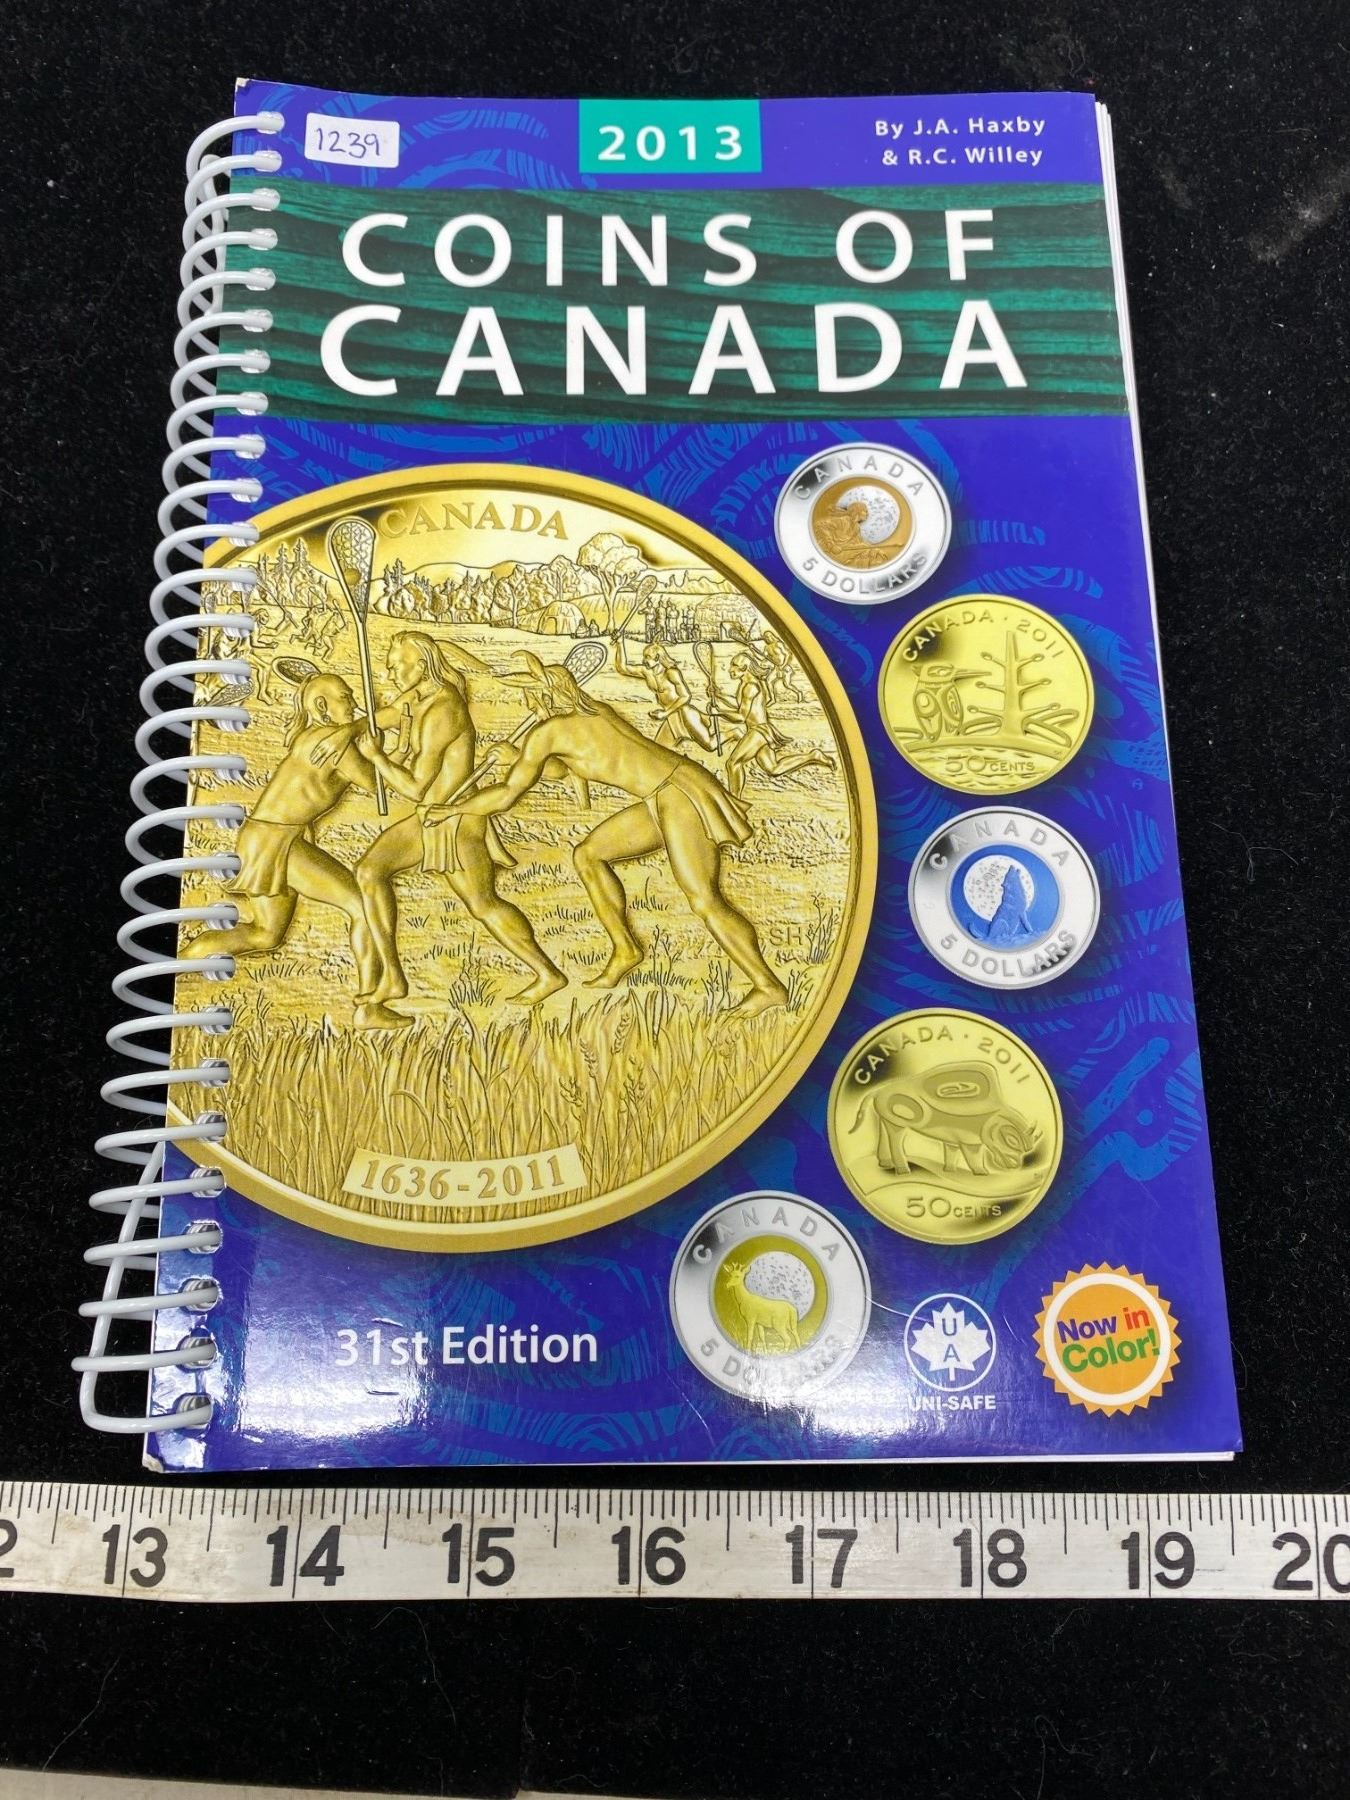 1239
2013
By J.A. Haxby
& R.C. Willey
COINS OF
CANADA
CANADA
5 DOLLARS
CANADA
CANADA · 2011
50 CENTS
CANADA
5 DOLLARS
SH
CANADA · 2011
50 CENTS
1636-2011
CANADA
5 DOLLARS
31st Edition
U
A
UNI-SAFE
Now in
Color!
2 13 14 15 16 17 18 19 20